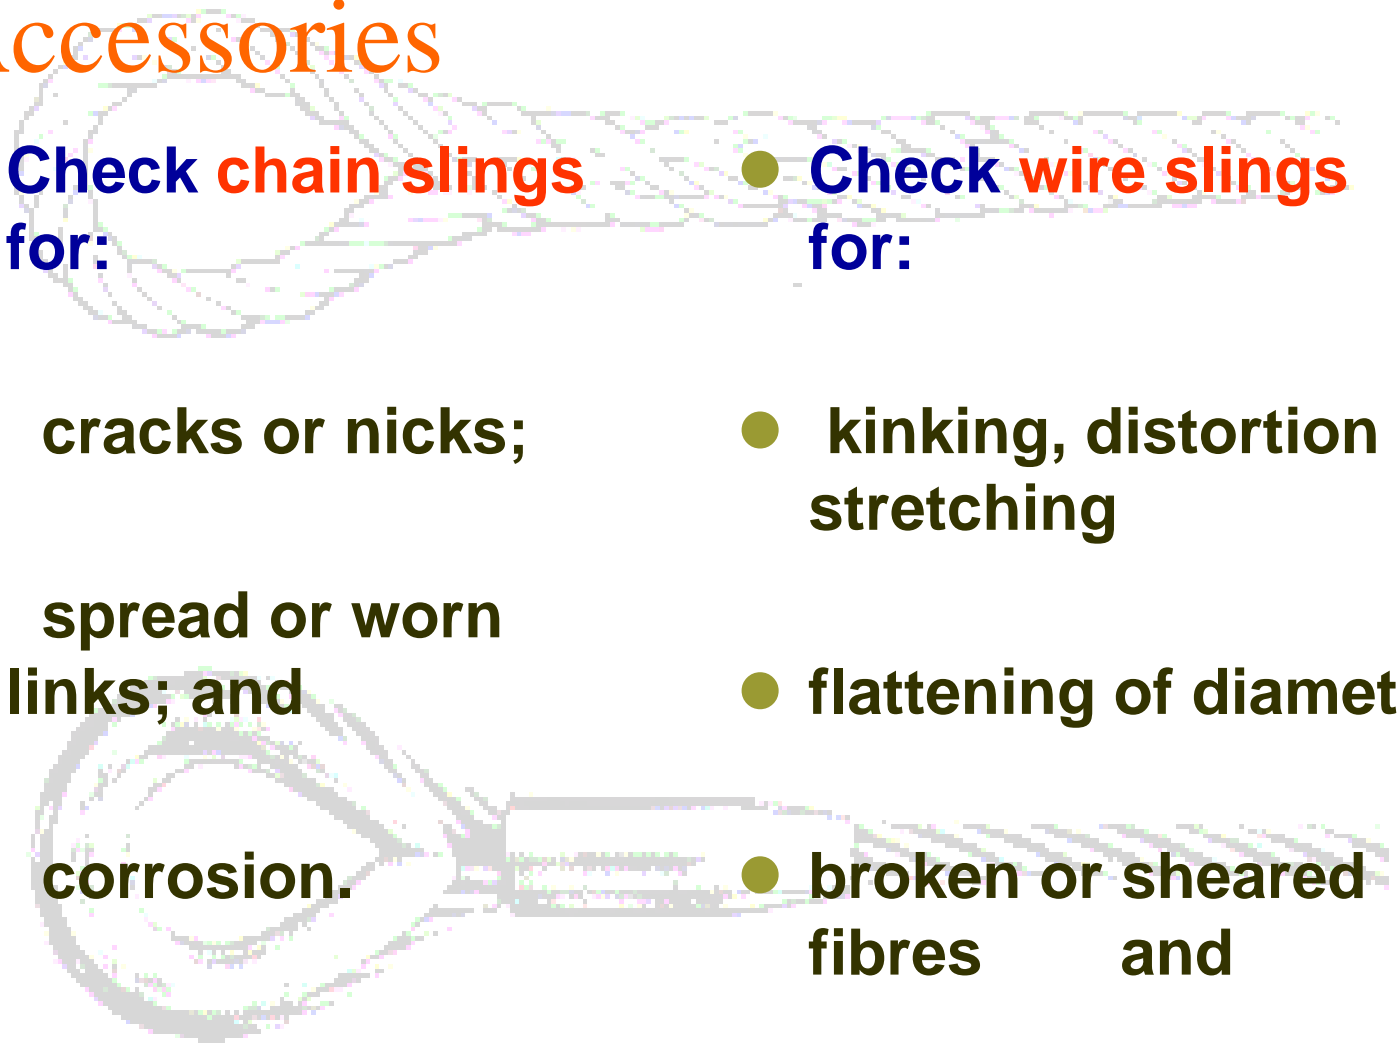 ccessories
Check chain slings
for:
cracks or nicks;
spread or worn
links; and
corrosion.
Check wire slings
for:
kinking, distortion
stretching
flattening of diamet
broken or sheared
fibres and